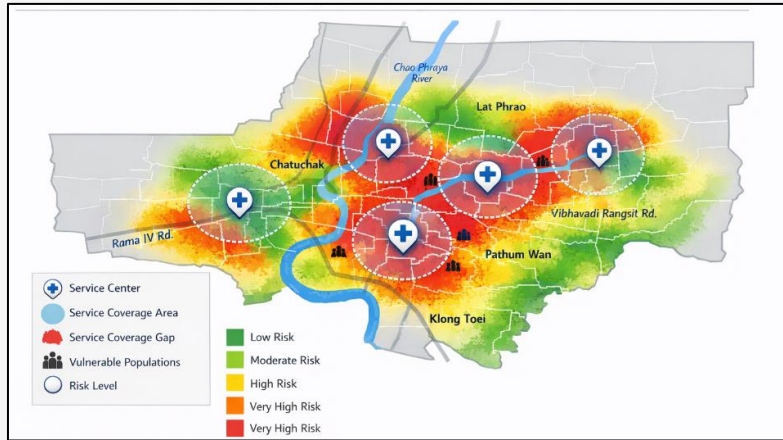 Chao Phraya
River
Lat Phrao
Chatuchak
Vibhavadi Rangsit Rd.
Rama IV Rd.
Pathum Wan
Klong Toei
Service Center
Service Coverage Area
Service Coverage Gap
Vulnerable Populations
Risk Level
Low Risk
Moderate Risk
High Risk
Very High Risk
Very High Risk